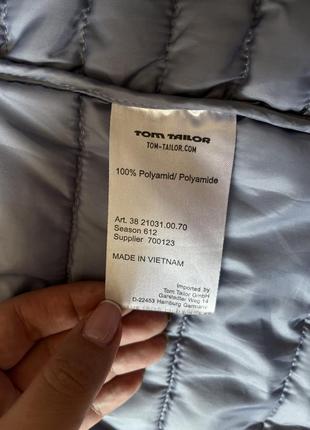 TOM TAILOR
TOM-TAILOR.COM
100% Polyamid/ Polyamide
Art. 38 21031.00.70
Season 612
Supplier 700123
MADE IN VIETNAM
Imported by
Tom Tailor GmbH
Garstedter Weg 14
D-22453 Hamburg Germany